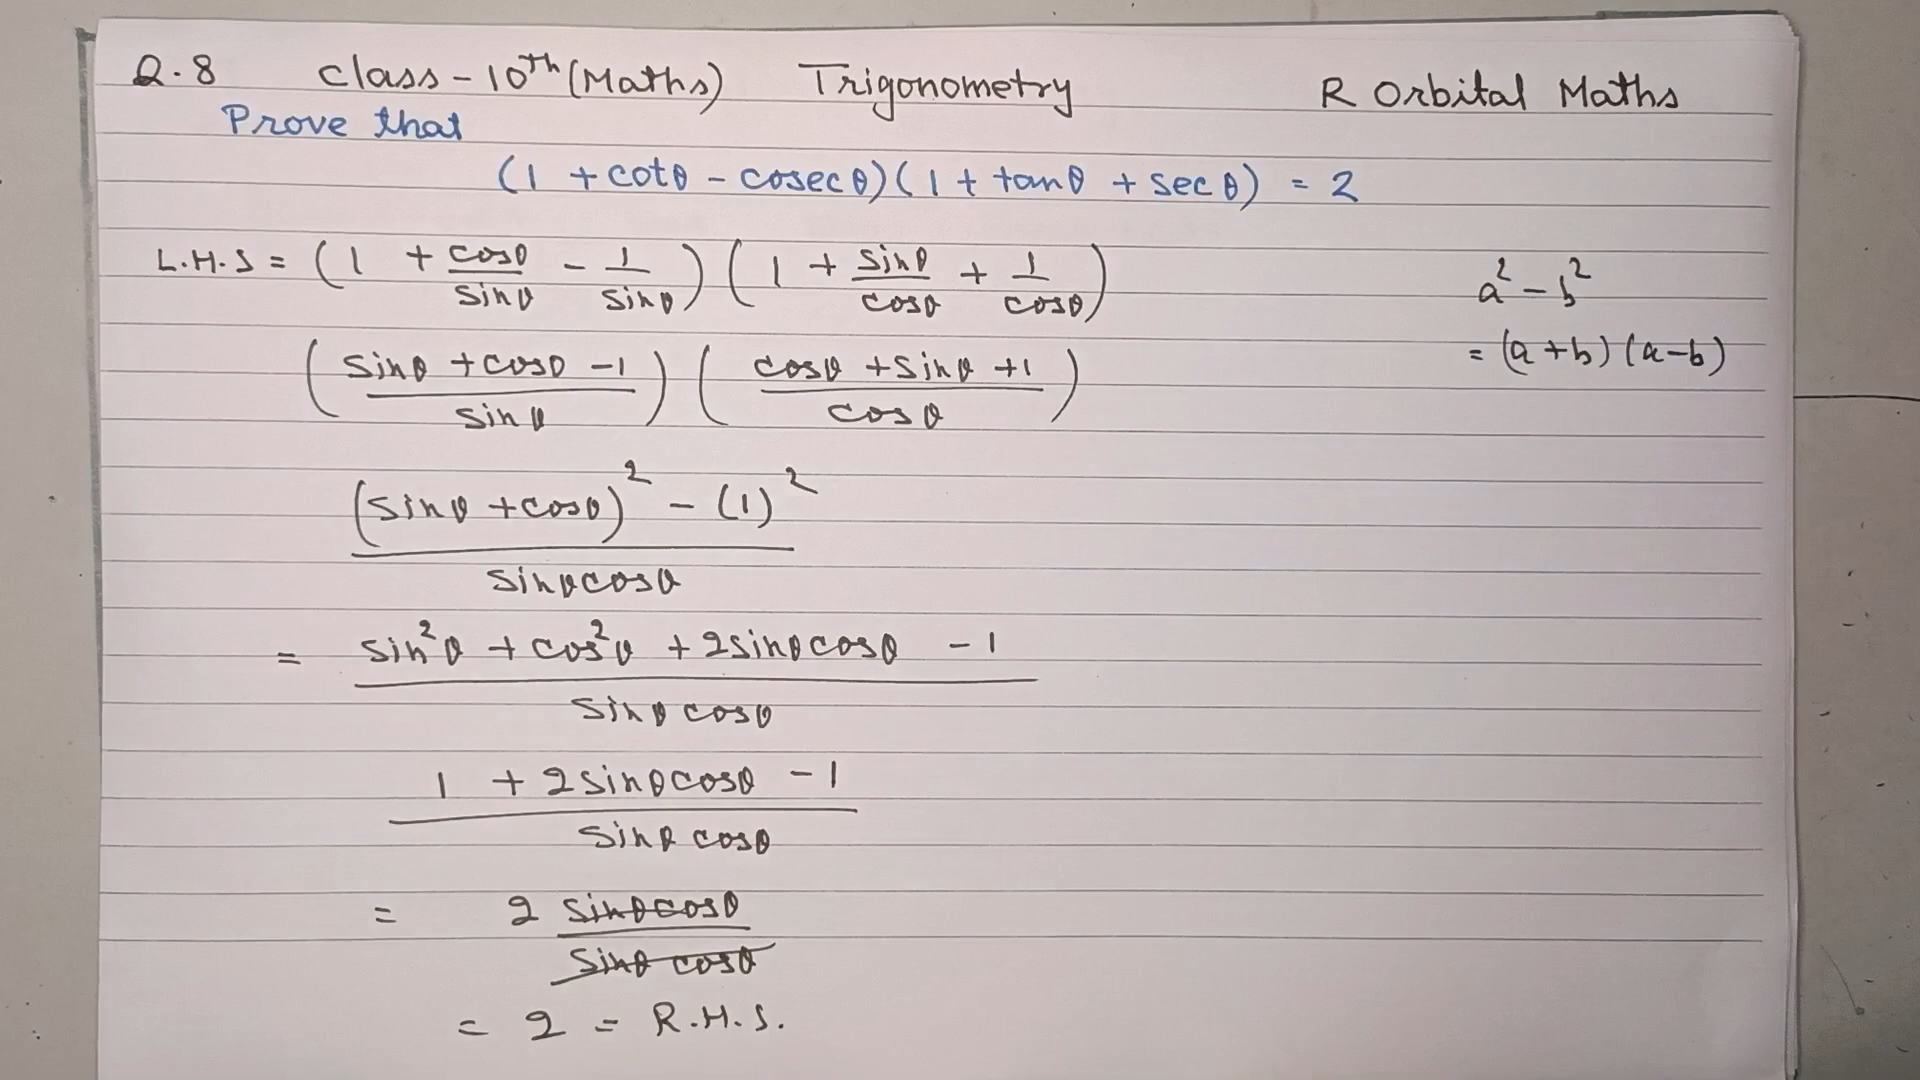 Q.8 Class-10th (Maths) Trigonometry R Orbital Maths
Prove that
(1 + cotθ - cosecθ)(1 + tanθ + secθ) = 2
L.H.S = (1 + cosθ/sinθ - 1/sinθ)(1 + sinθ/cosθ + 1/cosθ)
a² - b²
= (a+b)(a-b)
((sinθ + cosθ - 1)/sinθ)((cosθ + sinθ + 1)/cosθ)
((sinθ + cosθ)² - (1)²)/(sinθcosθ)
= (sin²θ + cos²θ + 2sinθcosθ - 1)/(sinθcosθ)
(1 + 2sinθcosθ - 1)/(sinθcosθ)
= 2 sinθcosθ/sinθcosθ
= 2 = R.H.S.